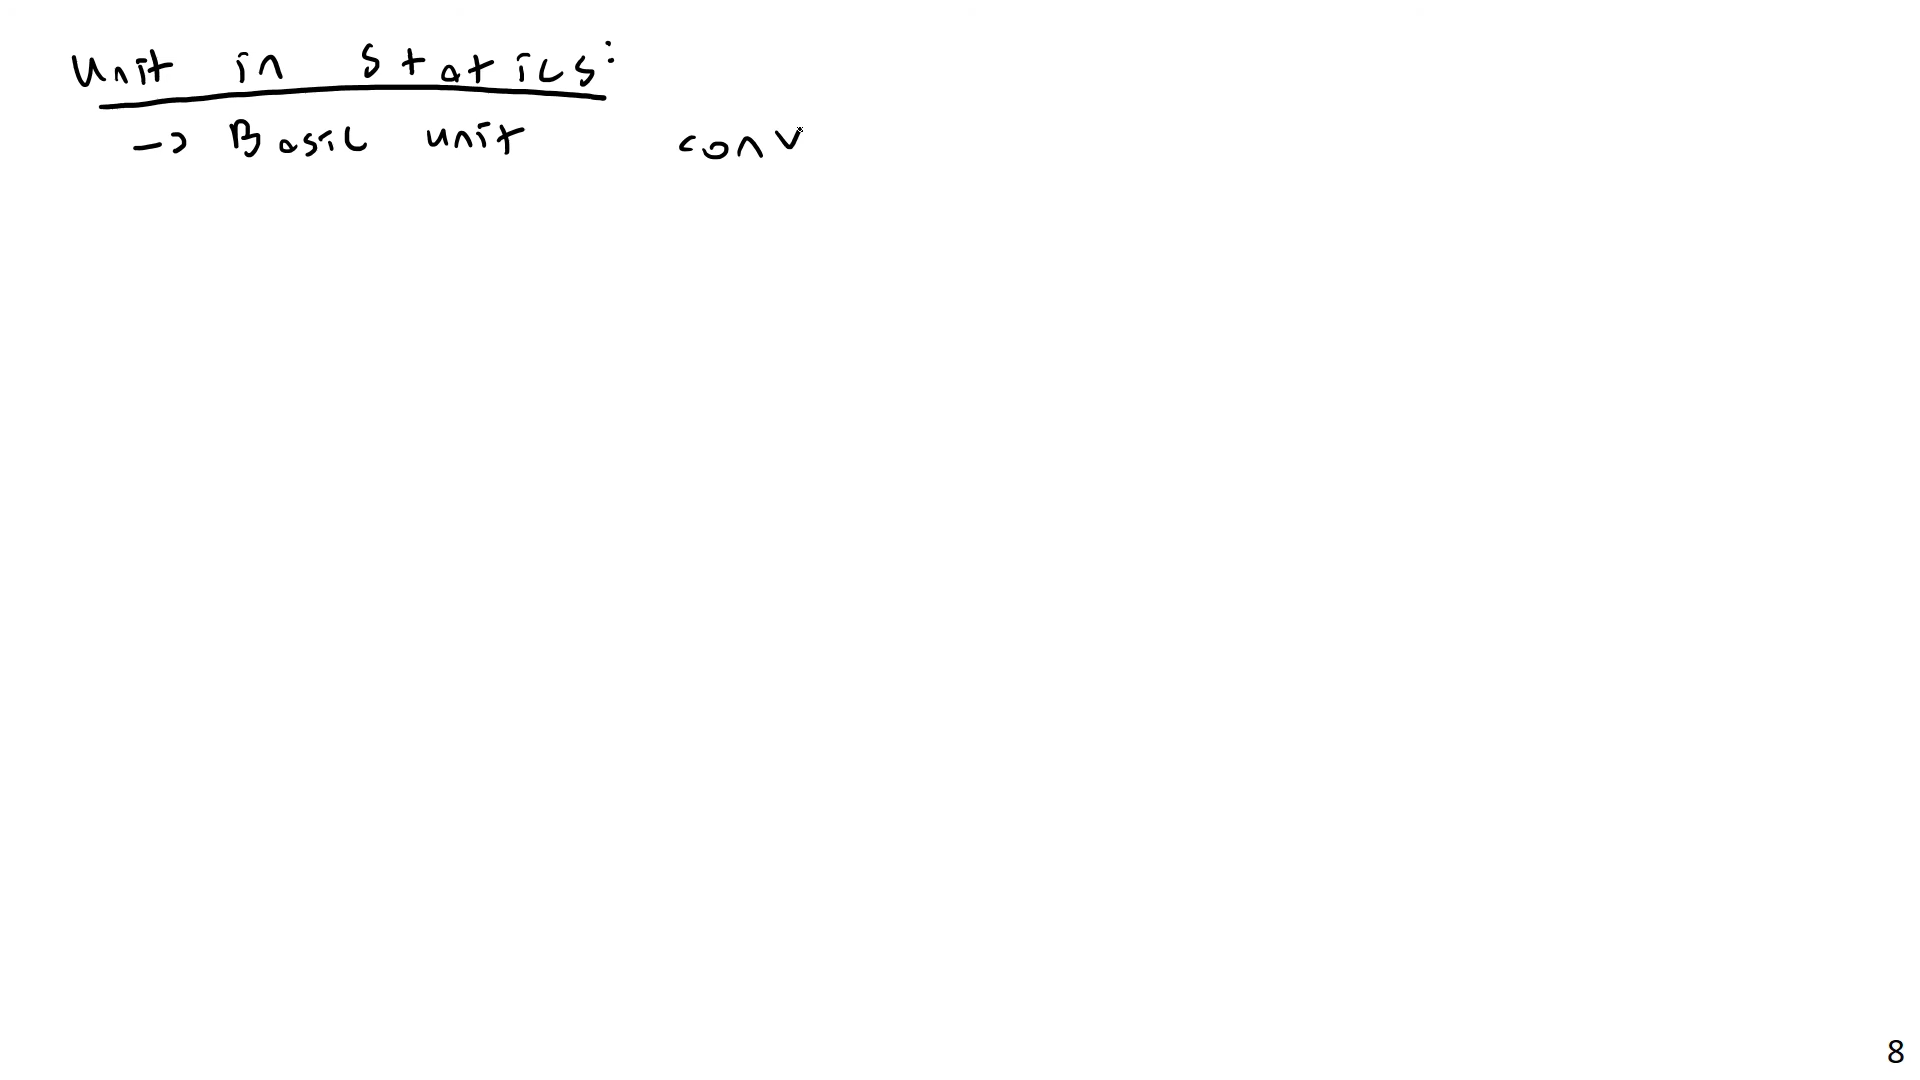 Unit in statics:
→ Basic unit conv
8